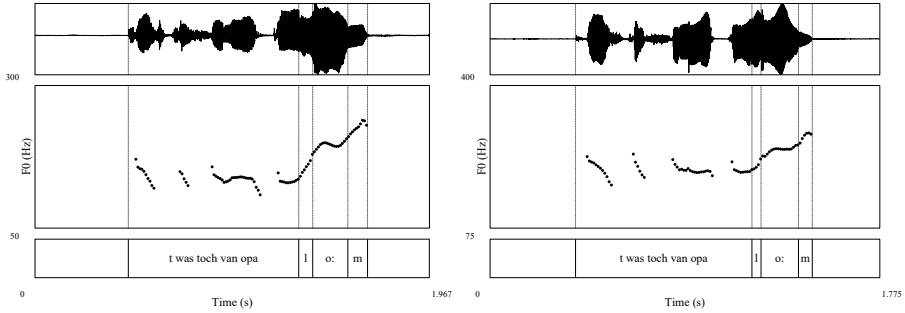 300
F0 (Hz)
50
t was toch van opa l o: m
0 1.967
Time (s)
400
F0 (Hz)
75
t was toch van opa l o: m
0 1.775
Time (s)